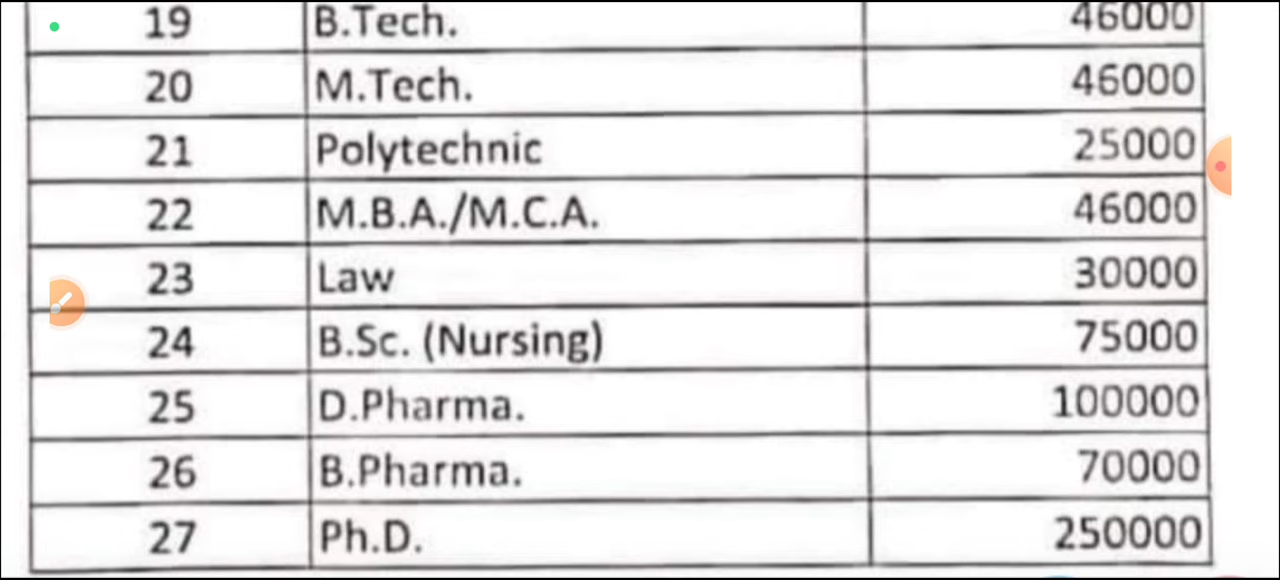 19 B.Tech. 46000
20 M.Tech. 46000
21 Polytechnic 25000
22 M.B.A./M.C.A. 46000
23 Law 30000
24 B.Sc. (Nursing) 75000
25 D.Pharma. 100000
26 B.Pharma. 70000
27 Ph.D. 250000